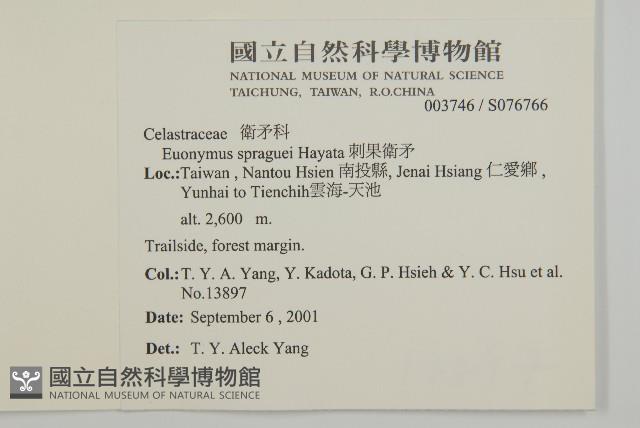 國立自然科學博物館
NATIONAL MUSEUM OF NATURAL SCIENCE
TAICHUNG, TAIWAN, R.O.CHINA
003746 / S076766
Celastraceae 衛矛科
Euonymus spraguei Hayata 刺果衛矛
Loc.:Taiwan , Nantou Hsien 南投縣, Jenai Hsiang 仁愛鄉 ,
Yunhai to Tienchih雲海-天池
alt. 2,600 m.
Trailside, forest margin.
Col.: T. Y. A. Yang, Y. Kadota, G. P. Hsieh & Y. C. Hsu et al.
No.13897
Date: September 6 , 2001
Det.: T. Y. Aleck Yang
國立自然科學博物館
NATIONAL MUSEUM OF NATURAL SCIENCE